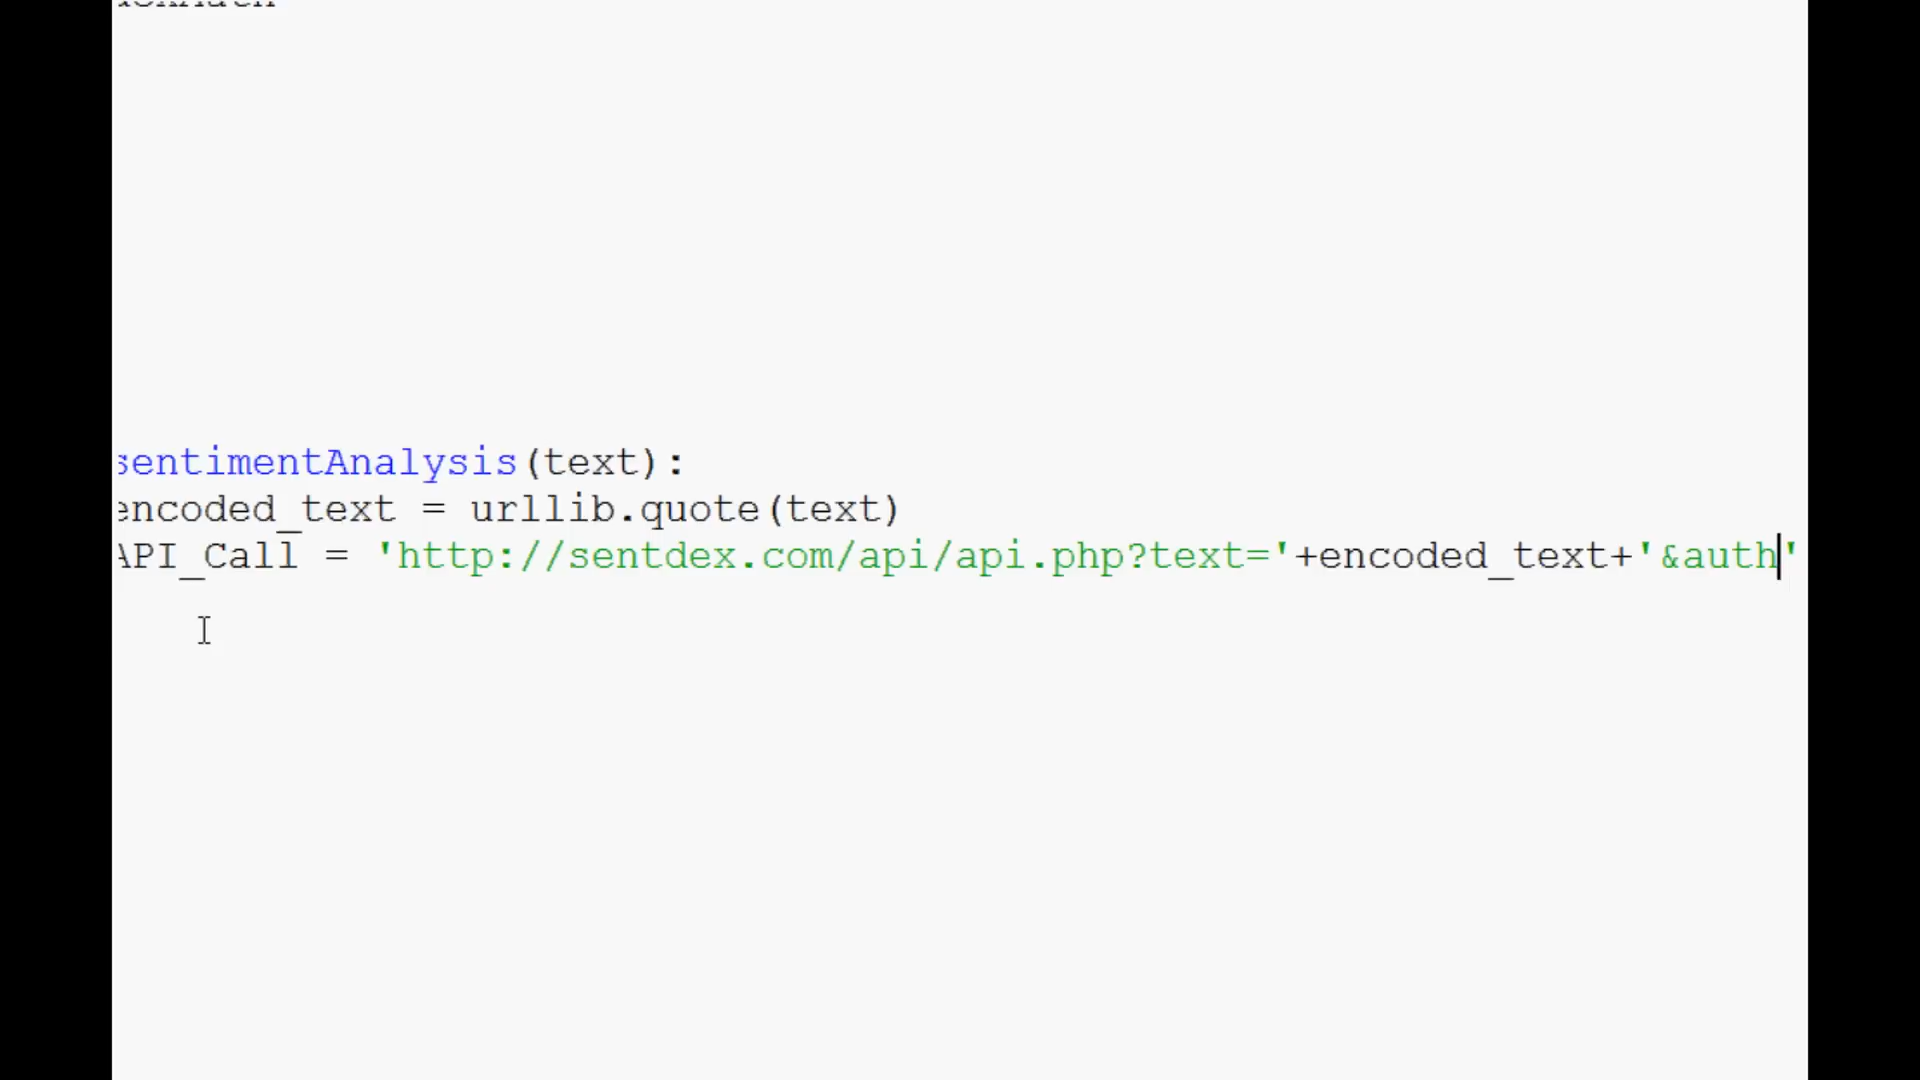 sentimentAnalysis(text):
encoded_text = urllib.quote(text)
API_Call = 'http://sentdex.com/api/api.php?text='+encoded_text+'&auth'